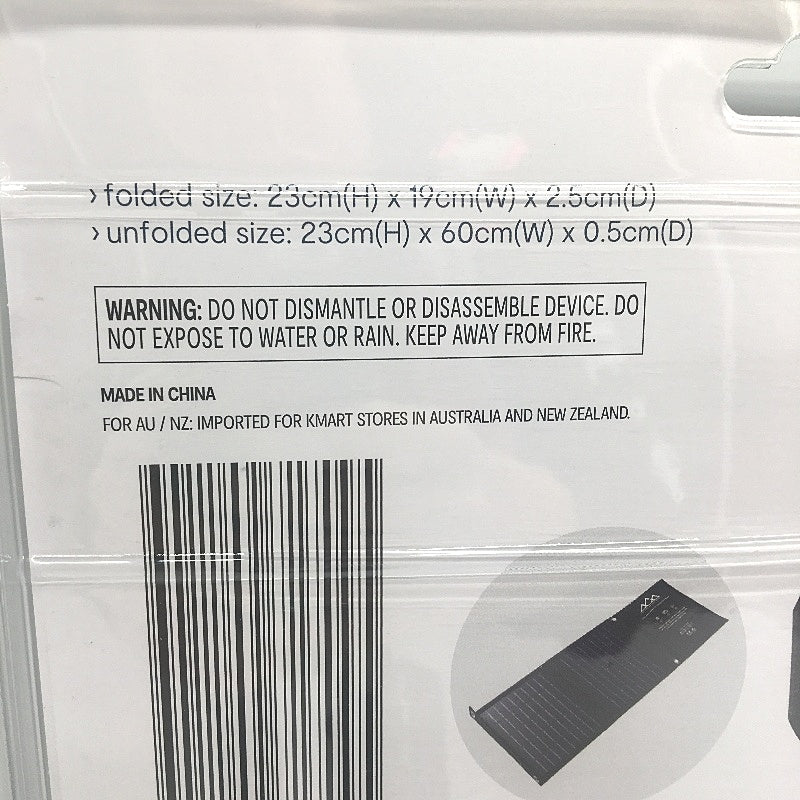 › folded size: 23cm(H) x 19cm(W) x 2.5cm(D)
› unfolded size: 23cm(H) x 60cm(W) x 0.5cm(D)
WARNING: DO NOT DISMANTLE OR DISASSEMBLE DEVICE. DO
NOT EXPOSE TO WATER OR RAIN. KEEP AWAY FROM FIRE.
MADE IN CHINA
FOR AU / NZ: IMPORTED FOR KMART STORES IN AUSTRALIA AND NEW ZEALAND.